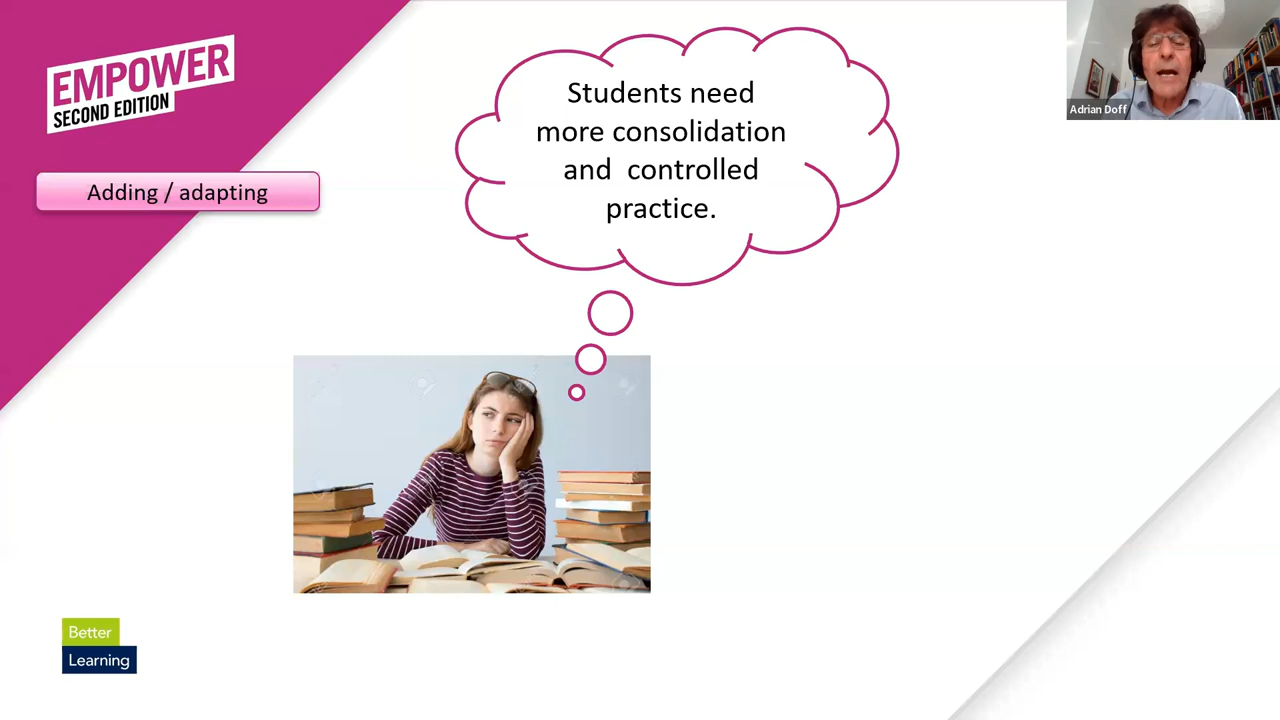 EMPOWER
SECOND EDITION
Adding / adapting
Students need
more consolidation
and controlled
practice.
Adrian Doff
Better
Learning